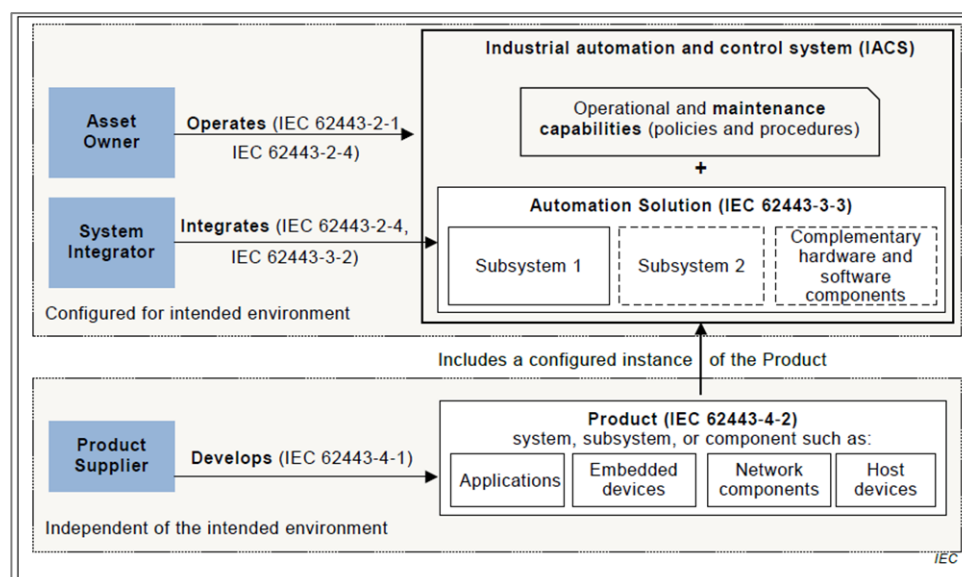 Industrial automation and control system (IACS)
Asset
Owner
Operates (IEC 62443-2-1
IEC 62443-2-4)
Operational and maintenance
capabilities (policies and procedures)
+
System
Integrator
Integrates (IEC 62443-2-4,
IEC 62443-3-2)
Automation Solution (IEC 62443-3-3)
Subsystem 1
Subsystem 2
Complementary
hardware and
software
components
Configured for intended environment
Includes a configured instance of the Product
Product
Supplier
Develops (IEC 62443-4-1)
Product (IEC 62443-4-2)
system, subsystem, or component such as:
Applications
Embedded
devices
Network
components
Host
devices
Independent of the intended environment
IEC